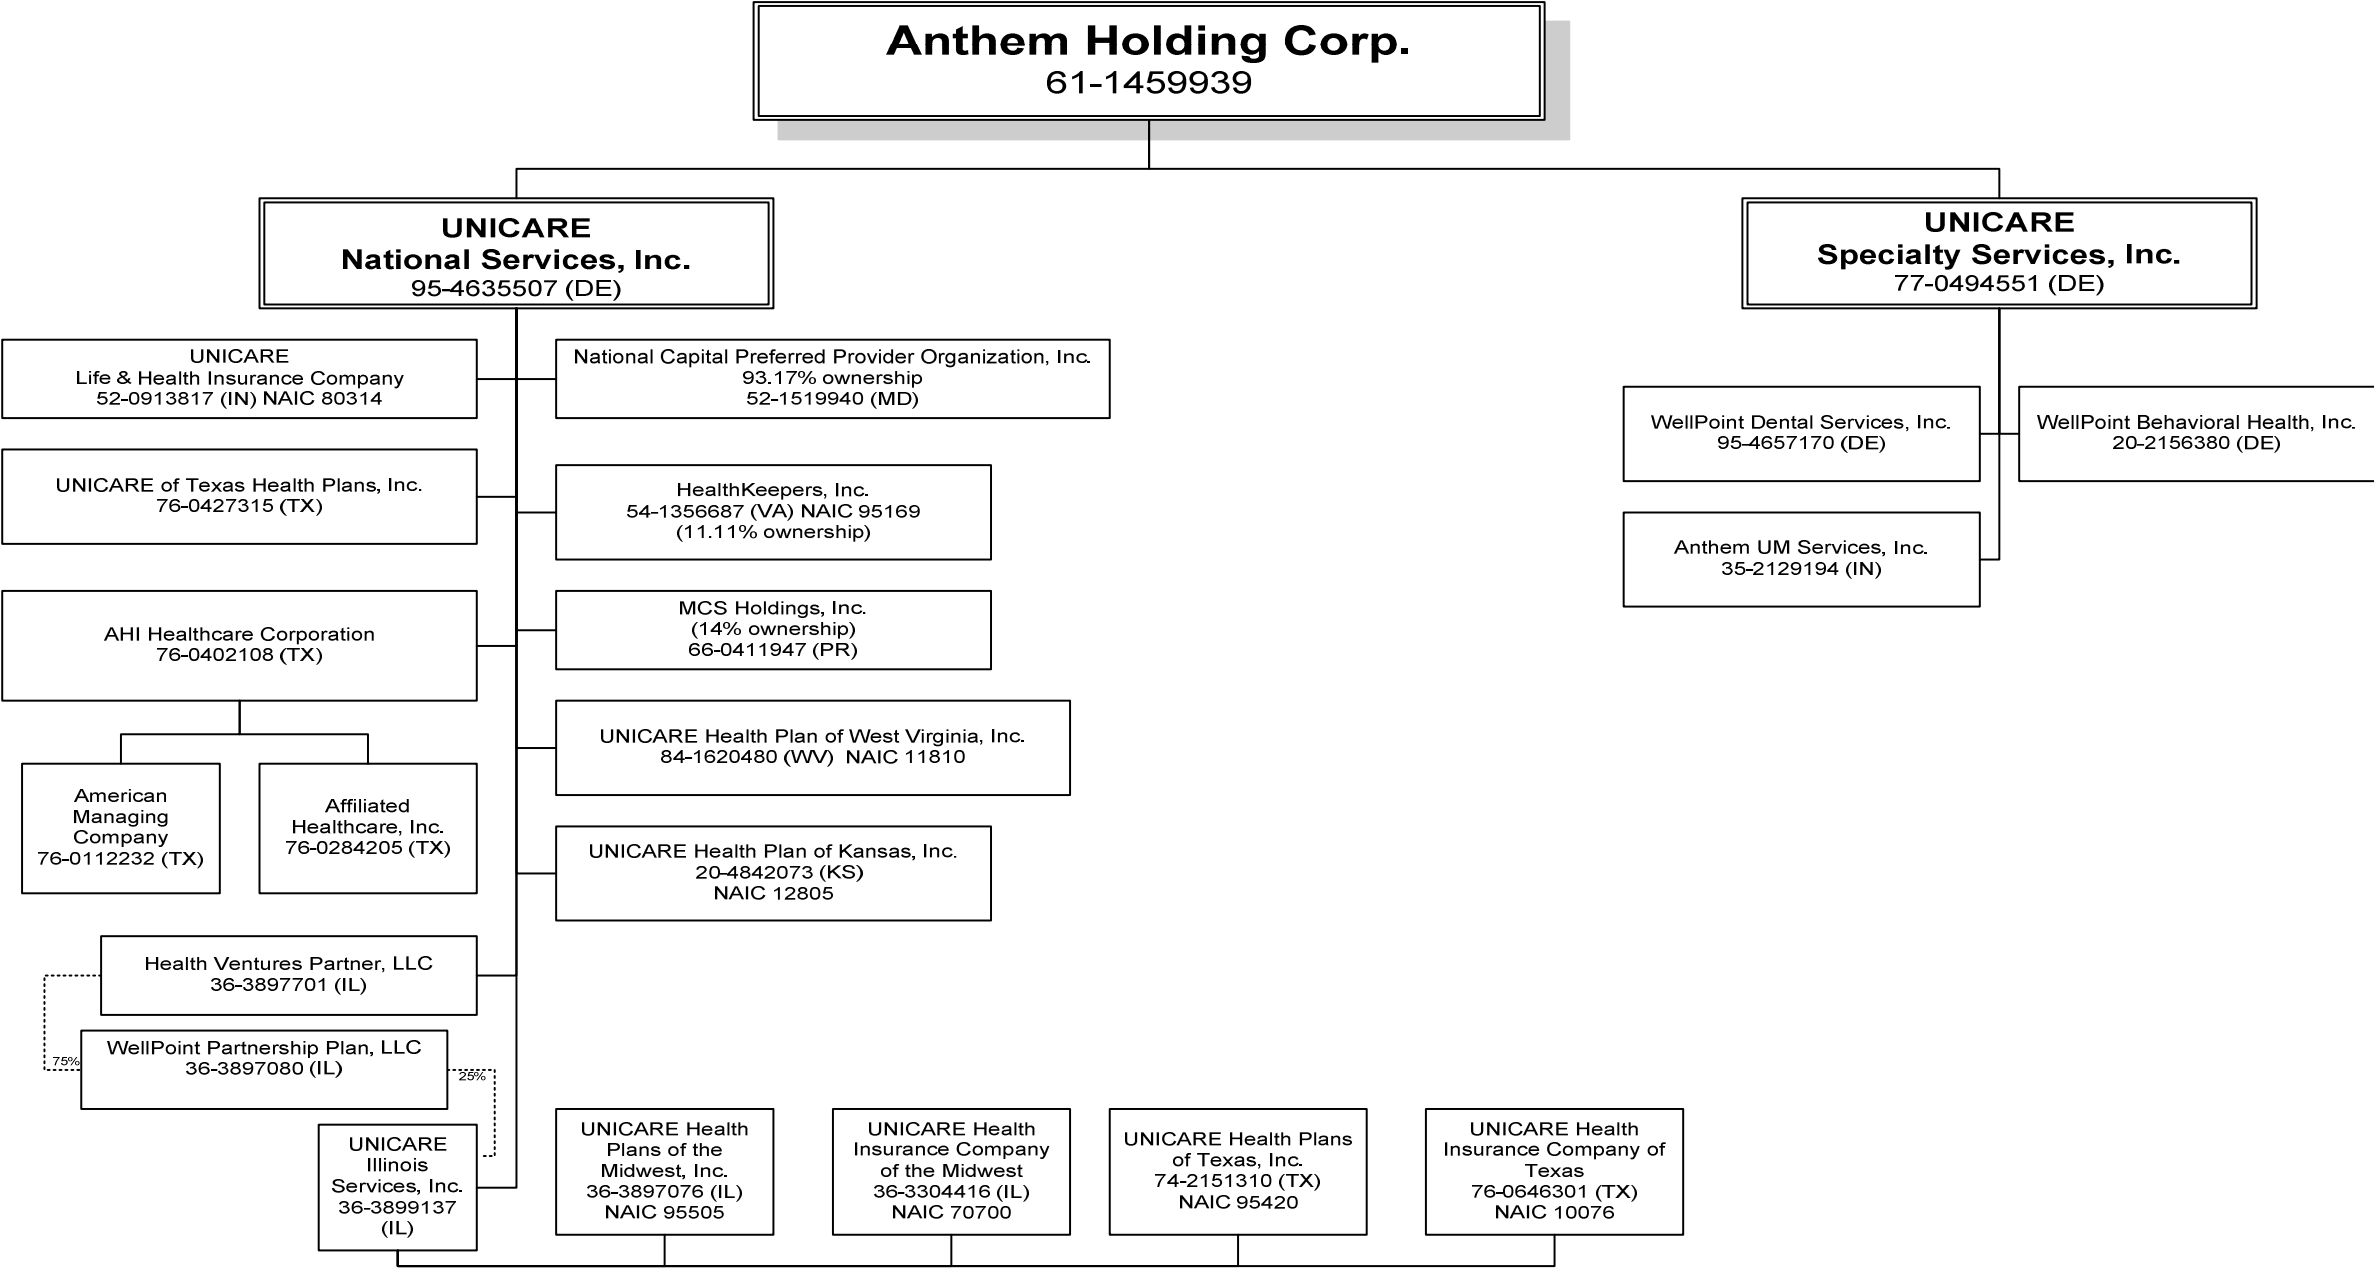 Anthem Holding Corp.
61-1459939
UNICARE
National Services, Inc.
95-4635507 (DE)
UNICARE
Specialty Services, Inc.
77-0494551 (DE)
UNICARE
Life & Health Insurance Company
52-0913817 (IN) NAIC 80314
National Capital Preferred Provider Organization, Inc.
93.17% ownership
52-1519940 (MD)
WellPoint Dental Services, Inc.
95-4657170 (DE)
WellPoint Behavioral Health, Inc.
20-2156380 (DE)
UNICARE of Texas Health Plans, Inc.
76-0427315 (TX)
HealthKeepers, Inc.
54-1356687 (VA) NAIC 95169
(11.11% ownership)
Anthem UM Services, Inc.
35-2129194 (IN)
AHI Healthcare Corporation
76-0402108 (TX)
MCS Holdings, Inc.
(14% ownership)
66-0411947 (PR)
UNICARE Health Plan of West Virginia, Inc.
84-1620480 (WV)  NAIC 11810
American
Managing
Company
76-0112232 (TX)
Affiliated
Healthcare, Inc.
76-0284205 (TX)
UNICARE Health Plan of Kansas, Inc.
20-4842073 (KS)
NAIC 12805
Health Ventures Partner, LLC
36-3897701 (IL)
WellPoint Partnership Plan, LLC
36-3897080 (IL)
75%
25%
UNICARE
Illinois
Services, Inc.
36-3899137
(IL)
UNICARE Health
Plans of the
Midwest, Inc.
36-3897076 (IL)
NAIC 95505
UNICARE Health
Insurance Company
of the Midwest
36-3304416 (IL)
NAIC 70700
UNICARE Health Plans
of Texas, Inc.
74-2151310 (TX)
NAIC 95420
UNICARE Health
Insurance Company of
Texas
76-0646301 (TX)
NAIC 10076